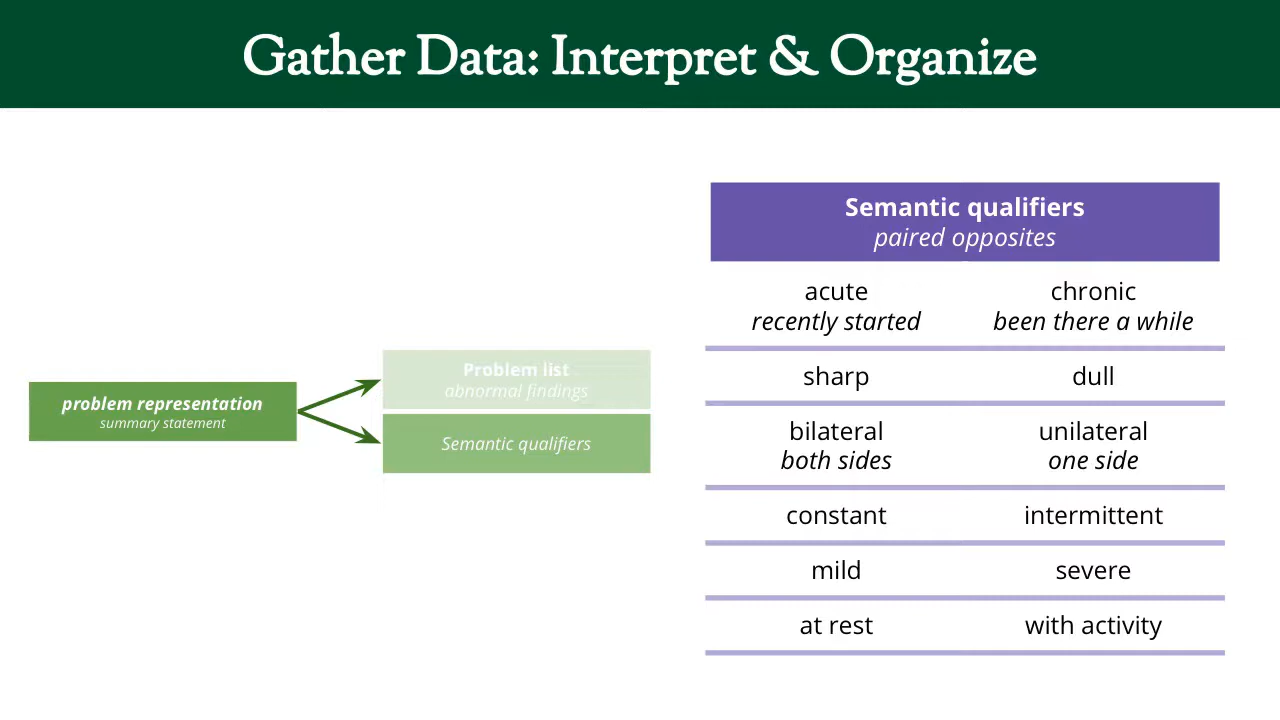 Gather Data: Interpret & Organize
problem representation
summary statement
Problem list
abnormal findings
Semantic qualifiers
Semantic qualifiers
paired opposites
acute chronic
recently started been there a while
sharp dull
bilateral unilateral
both sides one side
constant intermittent
mild severe
at rest with activity